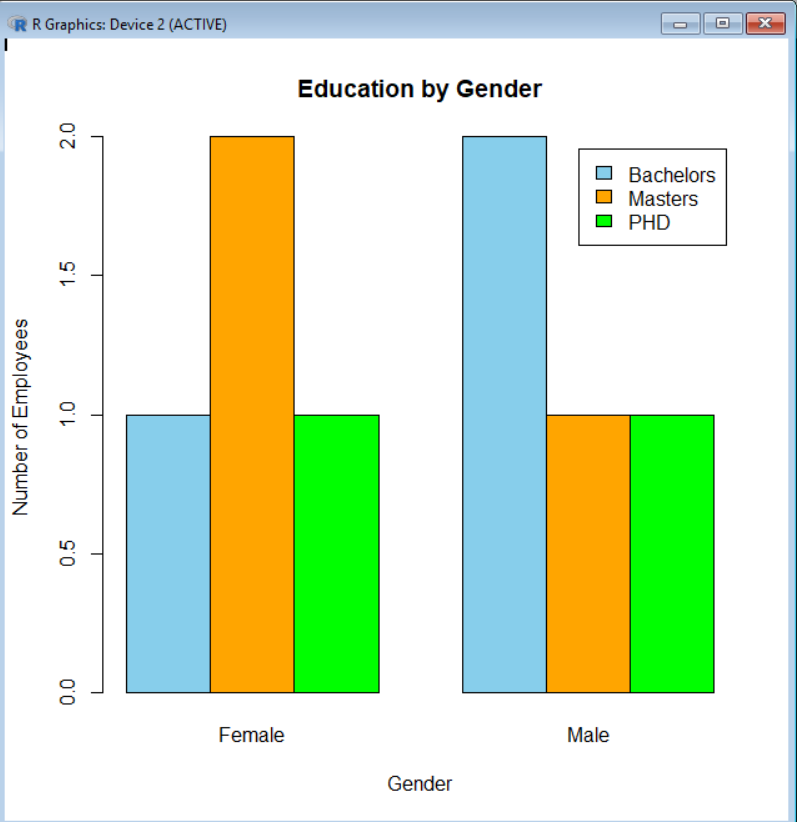 R Graphics: Device 2 (ACTIVE)
Education by Gender
2.0
1.5
1.0
0.5
0.0
Number of Employees
Bachelors
Masters
PHD
Female Male
Gender